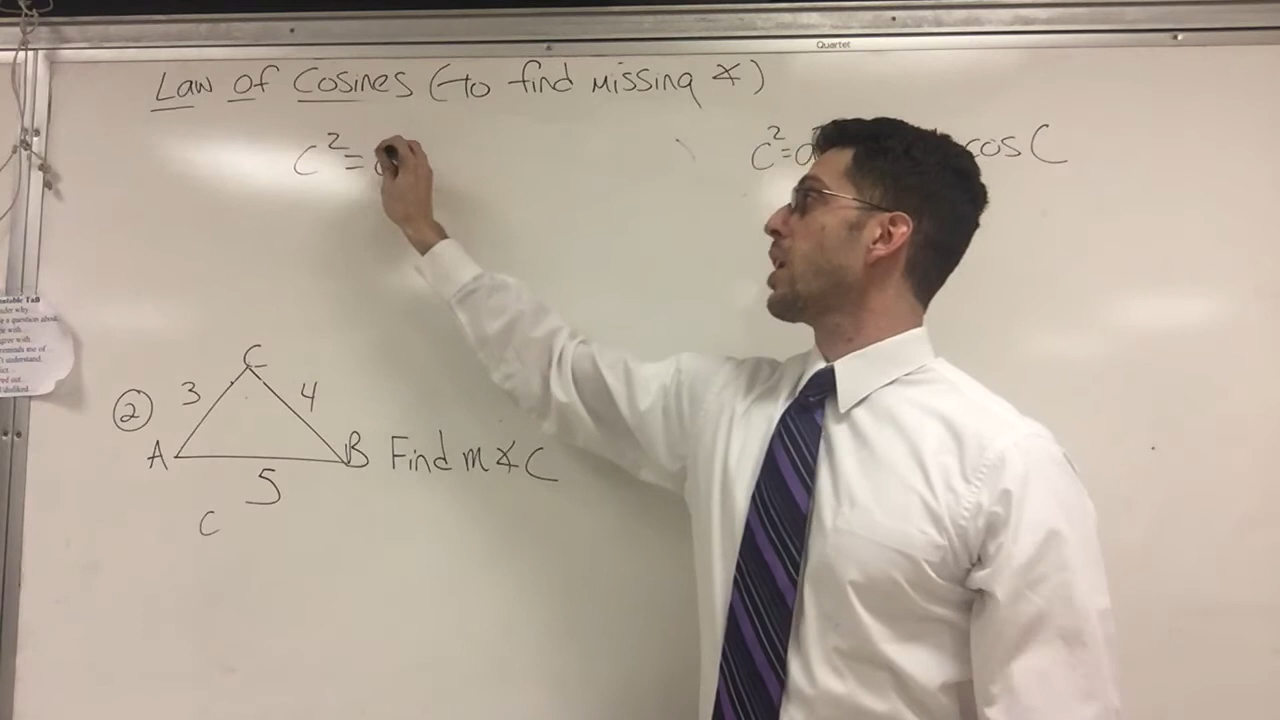 Quartet
Law of Cosines (to find missing ∡)
c²=
c²=a
cos C
C
3
4
②
A
B
Find m∡C
5
C